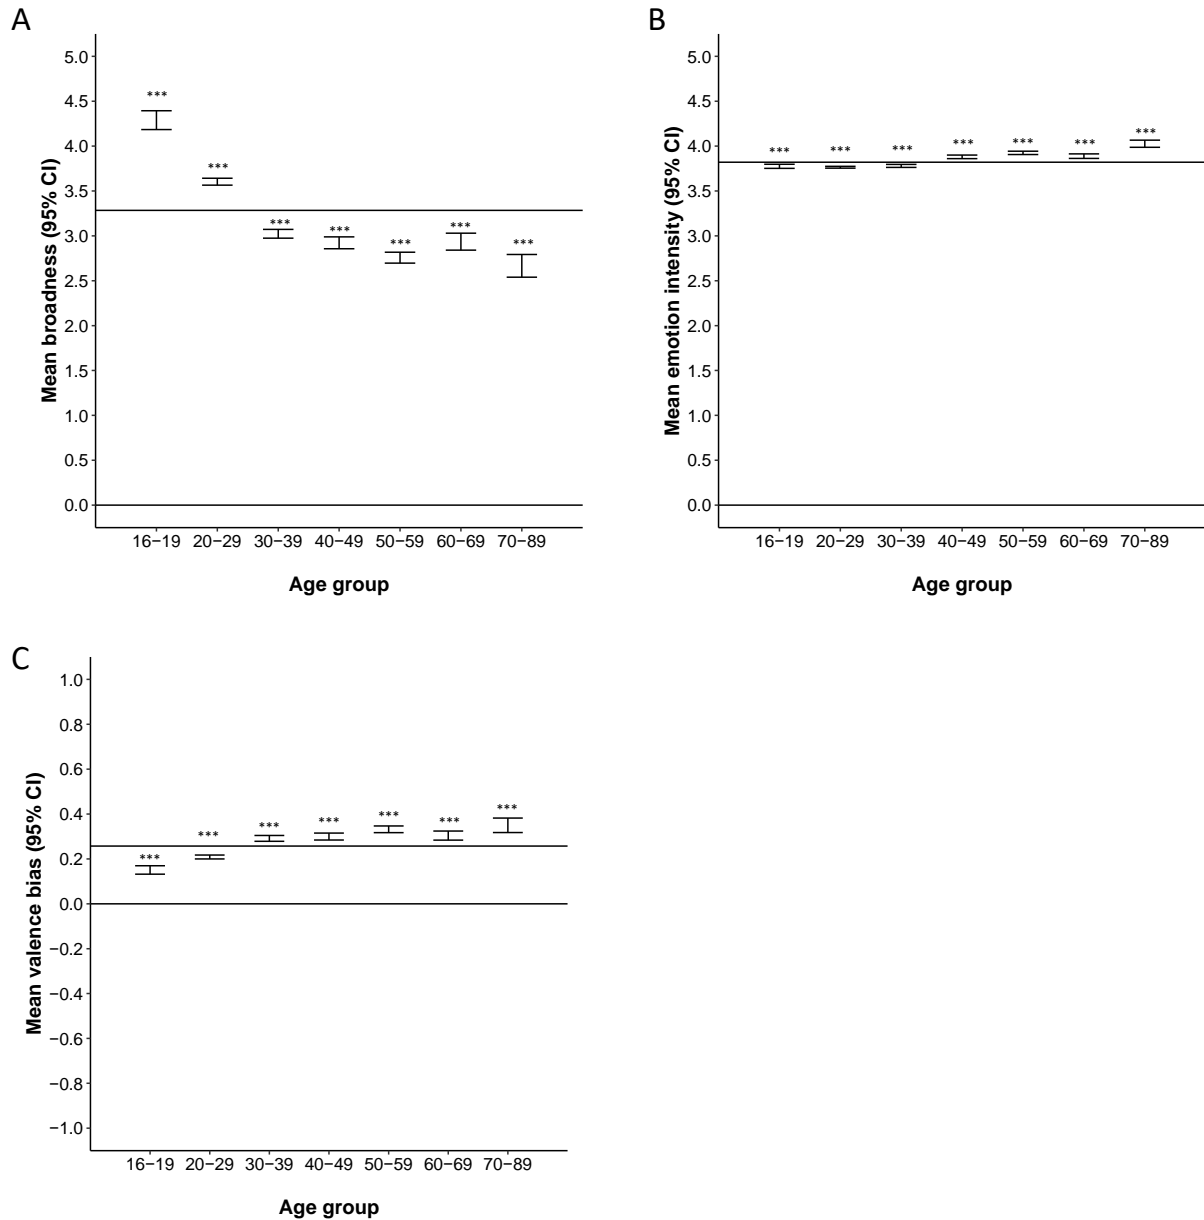 A
Mean broadness (95% CI)
5.0
4.5
4.0
3.5
3.0
2.5
2.0
1.5
1.0
0.5
0.0
*** *** *** *** *** *** ***
16−19 20−29 30−39 40−49 50−59 60−69 70−89
Age group
B
Mean emotion intensity (95% CI)
5.0
4.5
4.0
3.5
3.0
2.5
2.0
1.5
1.0
0.5
0.0
*** *** *** *** *** *** ***
16−19 20−29 30−39 40−49 50−59 60−69 70−89
Age group
C
Mean valence bias (95% CI)
1.0
0.8
0.6
0.4
0.2
0.0
−0.2
−0.4
−0.6
−0.8
−1.0
*** *** *** *** *** *** ***
16−19 20−29 30−39 40−49 50−59 60−69 70−89
Age group